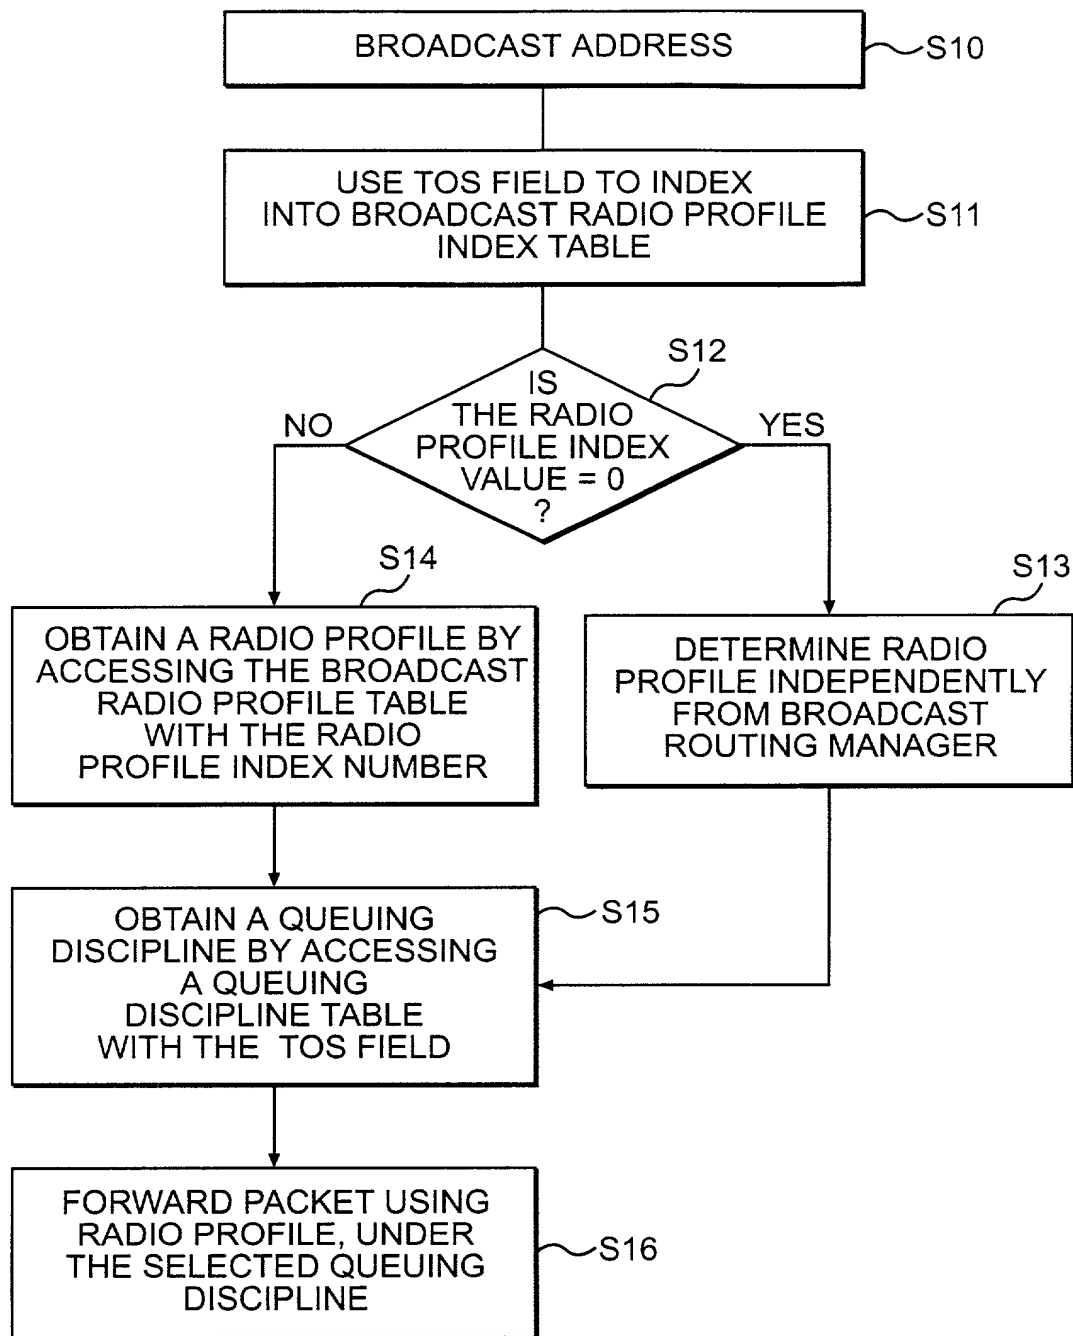 BROADCAST ADDRESS
S10
USE TOS FIELD TO INDEX
INTO BROADCAST RADIO PROFILE
INDEX TABLE
S11
S12
IS
THE RADIO
PROFILE INDEX
VALUE = 0
?
NO
YES
S14
OBTAIN A RADIO PROFILE BY
ACCESSING THE BROADCAST
RADIO PROFILE TABLE
WITH THE RADIO
PROFILE INDEX NUMBER
S13
DETERMINE RADIO
PROFILE INDEPENDENTLY
FROM BROADCAST
ROUTING MANAGER
OBTAIN A QUEUING
DISCIPLINE BY ACCESSING
A QUEUING
DISCIPLINE TABLE
WITH THE TOS FIELD
S15
FORWARD PACKET USING
RADIO PROFILE, UNDER
THE SELECTED QUEUING
DISCIPLINE
S16